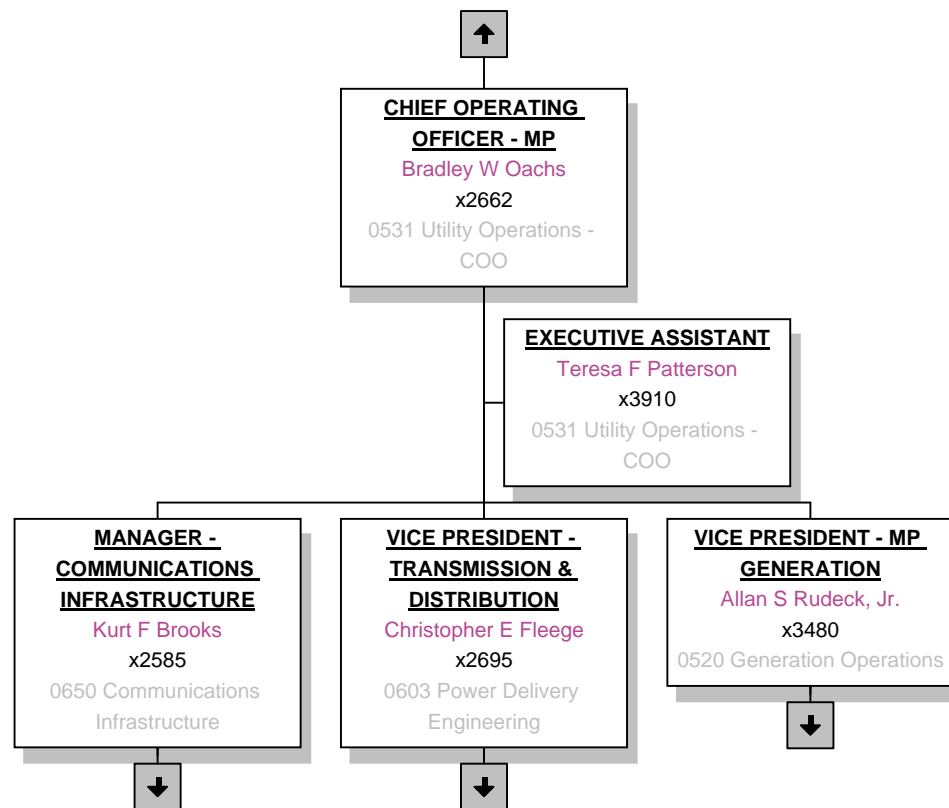 CHIEF OPERATING
OFFICER - MP
Bradley W Oachs
x2662
0531 Utility Operations -
COO
EXECUTIVE ASSISTANT
Teresa F Patterson
x3910
0531 Utility Operations -
COO
MANAGER -
COMMUNICATIONS
INFRASTRUCTURE
Kurt F Brooks
x2585
0650 Communications
Infrastructure
VICE PRESIDENT -
TRANSMISSION &
DISTRIBUTION
Christopher E Fleege
x2695
0603 Power Delivery
Engineering
VICE PRESIDENT - MP
GENERATION
Allan S Rudeck, Jr.
x3480
0520 Generation Operations